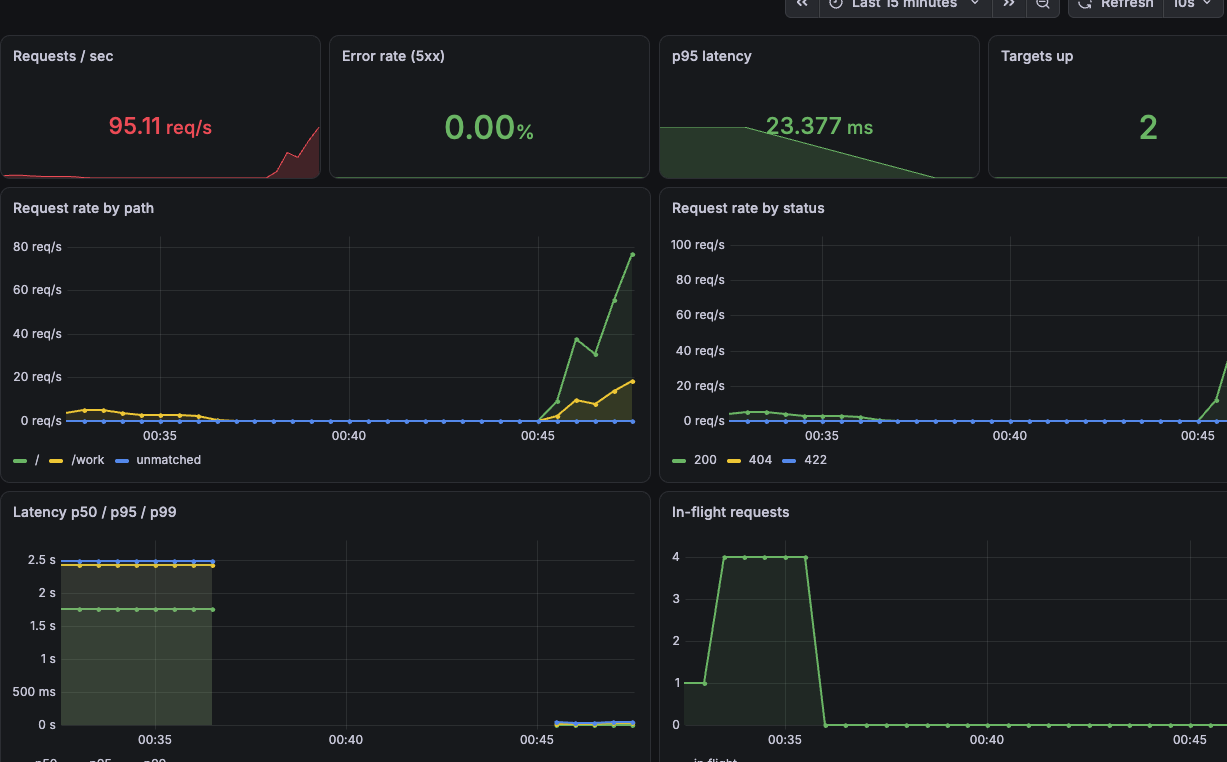 Last 15 minutes Refresh 10s
Requests / sec Error rate (5xx) p95 latency Targets up
95.11 req/s 0.00% 23.377 ms 2
Request rate by path
80 req/s
60 req/s
40 req/s
20 req/s
0 req/s
00:35 00:40 00:45
/ /work unmatched
Request rate by status
100 req/s
80 req/s
60 req/s
40 req/s
20 req/s
0 req/s
00:35 00:40 00:45
200 404 422
Latency p50 / p95 / p99
2.5 s
2 s
1.5 s
1 s
500 ms
0 s
00:35 00:40 00:45
p50 p95 p99
In-flight requests
4
3
2
1
0
00:35 00:40 00:45
in flight